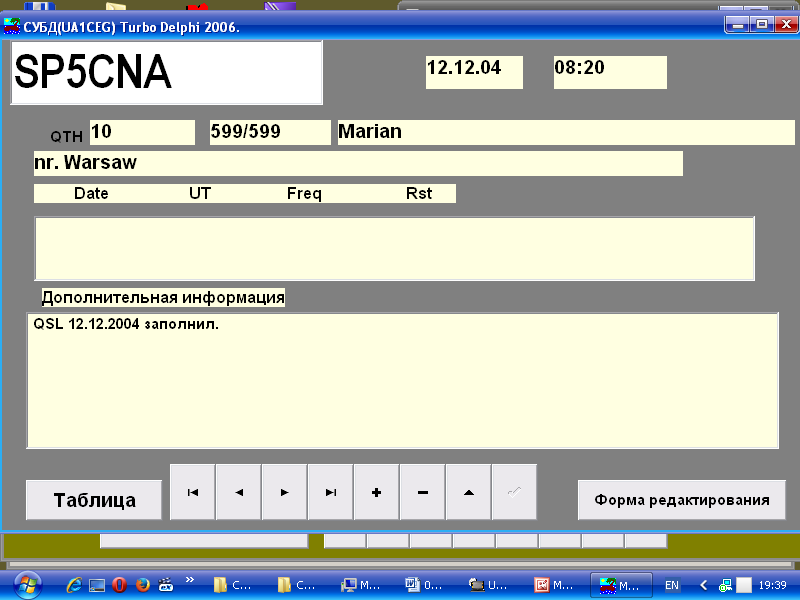 СУБД(UA1CEG) Turbo Delphi 2006.
SP5CNA
12.12.04 08:20
QTH 10 599/599 Marian
nr. Warsaw
Date UT Freq Rst
Дополнительная информация
QSL 12.12.2004 заполнил.
Таблица Форма редактирования
C... C... M... 0... U... M... M... EN 19:39